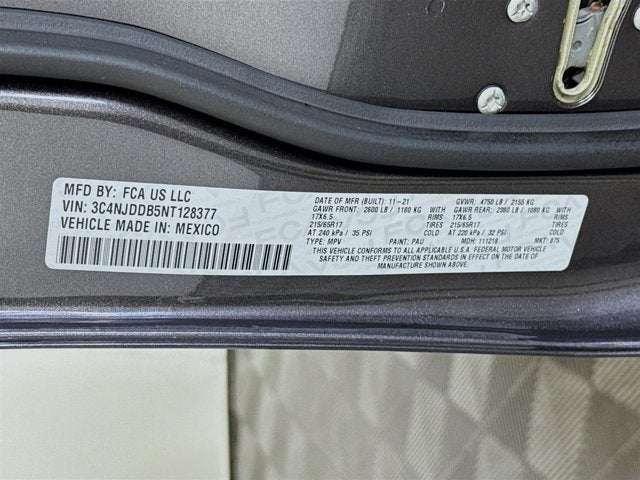 MFD BY: FCA US LLC
VIN: 3C4NJDDB5NT128377
VEHICLE MADE IN: MEXICO
DATE OF MFR (BUILT): 11-21 GVWR: 4750 LB / 2155 KG
GAWR FRONT: 2600 LB / 1180 KG GAWR REAR: 2380 LB / 1080 KG
17X6.5 RIMS 17X6.5 RIMS
215/65R17 TIRES 215/65R17 TIRES
AT 240 kPa / 35 PSI COLD AT 220 kPa / 32 PSI COLD
TYPE: MPV PAINT: PAU MDH: 111218 MKT: 875
THIS VEHICLE CONFORMS TO ALL APPLICABLE U.S.A. FEDERAL MOTOR VEHICLE
SAFETY AND THEFT PREVENTION STANDARDS IN EFFECT ON THE DATE OF
MANUFACTURE SHOWN ABOVE.